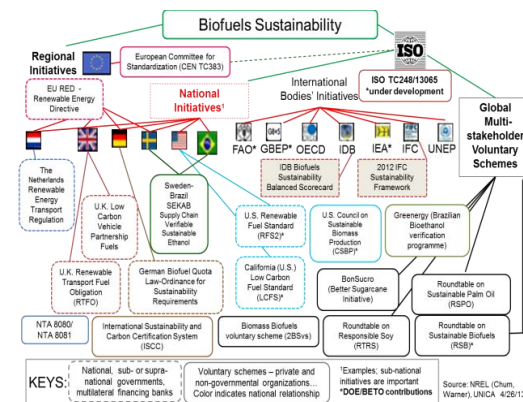 Biofuels Sustainability
Regional
Initiatives
European Committee for
Standardization (CEN TC383)
ISO
ISO TC248/13065
*under development
EU RED -
Renewable Energy
Directive
National
Initiatives¹
International
Bodies' Initiatives
Global
Multi-
stakeholder
Voluntary
Schemes
FAO* GBEP* OECD IDB IEA* IFC UNEP
IDB Biofuels
Sustainability
Balanced Scorecard
2012 IFC
Sustainability
Framework
The
Netherlands
Renewable
Energy
Transport
Regulation
U.K. Low
Carbon
Vehicle
Partnership
Fuels
Sweden-
Brazil
SEKAB
Supply Chain
Verifiable
Sustainable
Ethanol
U.S. Renewable
Fuel Standard
(RFS2)*
U.S. Council on
Sustainable
Biomass
Production
(CSBP)*
Greenergy (Brazilian
Bioethanol
verification
programme)
U.K. Renewable
Transport Fuel
Obligation
(RTFO)
German Biofuel Quota
Law-Ordonance for
Sustainability
Requirements
California (U.S.)
Low Carbon
Fuel Standard
(LCFS)*
BonSucro
(Better Sugarcane
Initiative)
Roundtable on
Sustainable Palm Oil
(RSPO)
NTA 8080/
NTA 8081
International Sustainability and
Carbon Certification System
(ISCC)
Biomass Biofuels
voluntary scheme (2BSvs)
Roundtable on
Responsible Soy
(RTRS)
Roundtable on
Sustainable Biofuels
(RSB)*
KEYS:
National, sub- or supra-
national governments,
multilateral financing banks
Voluntary schemes – private and
non-governmental organizations…
Color indicates national relationship
¹Examples; sub-national
initiatives are important
*DOE/BETO contributions
Source: NREL (Chum,
Warner), UNICA 4/26/13